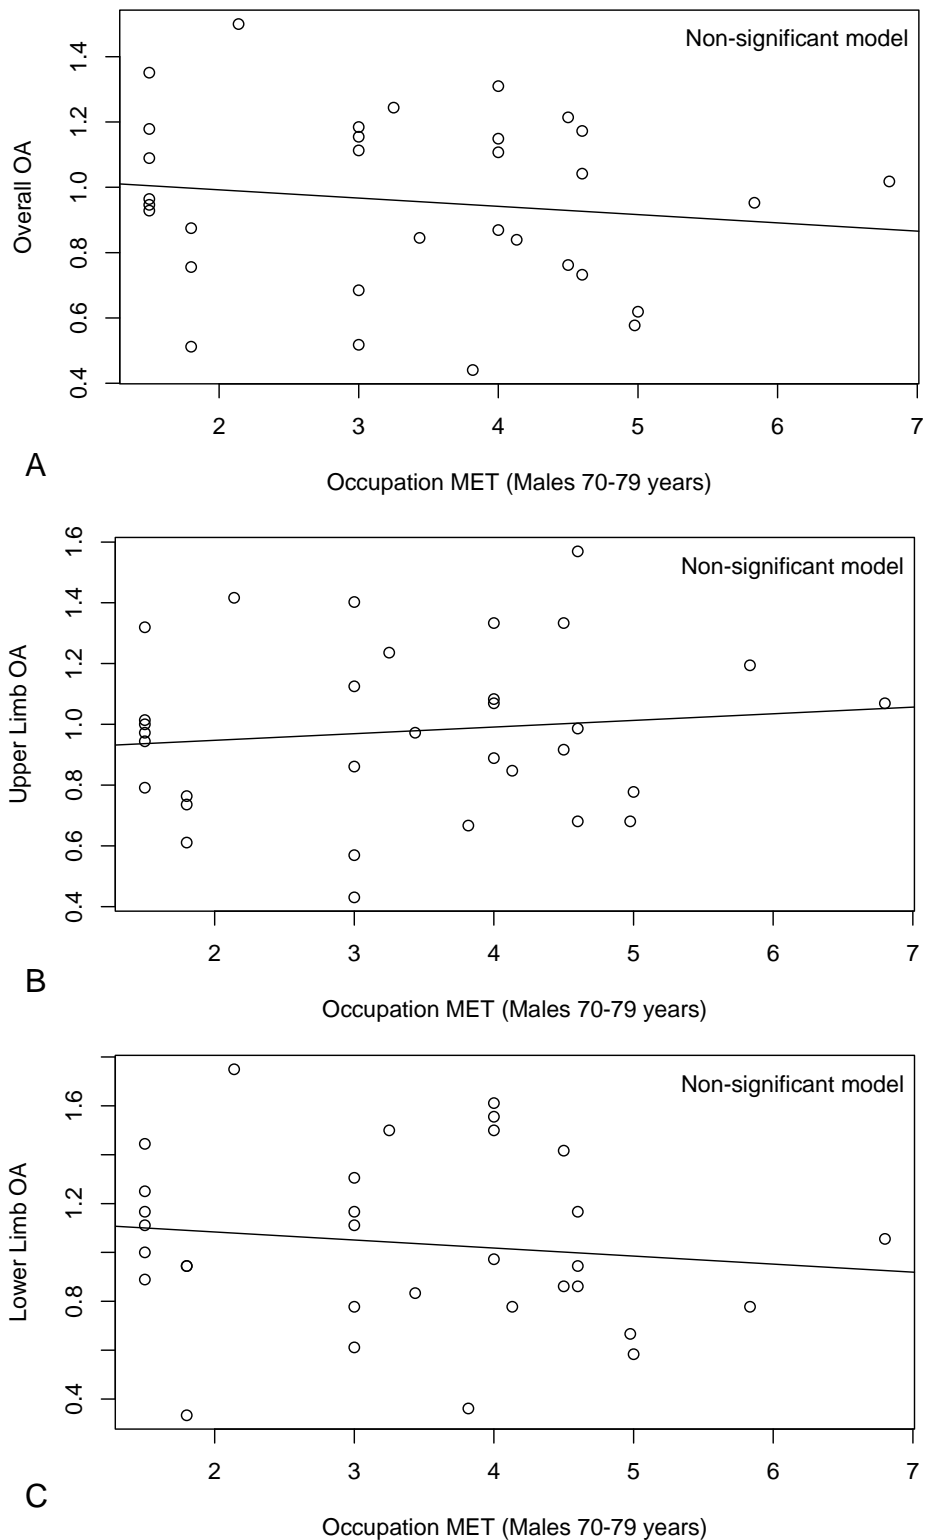 Non-significant model
Overall OA
0.4 0.6 0.8 1.0 1.2 1.4
2 3 4 5 6 7
A
Occupation MET (Males 70-79 years)
Non-significant model
Upper Limb OA
0.4 0.6 0.8 1.0 1.2 1.4 1.6
2 3 4 5 6 7
B
Occupation MET (Males 70-79 years)
Non-significant model
Lower Limb OA
0.4 0.8 1.2 1.6
2 3 4 5 6 7
C
Occupation MET (Males 70-79 years)